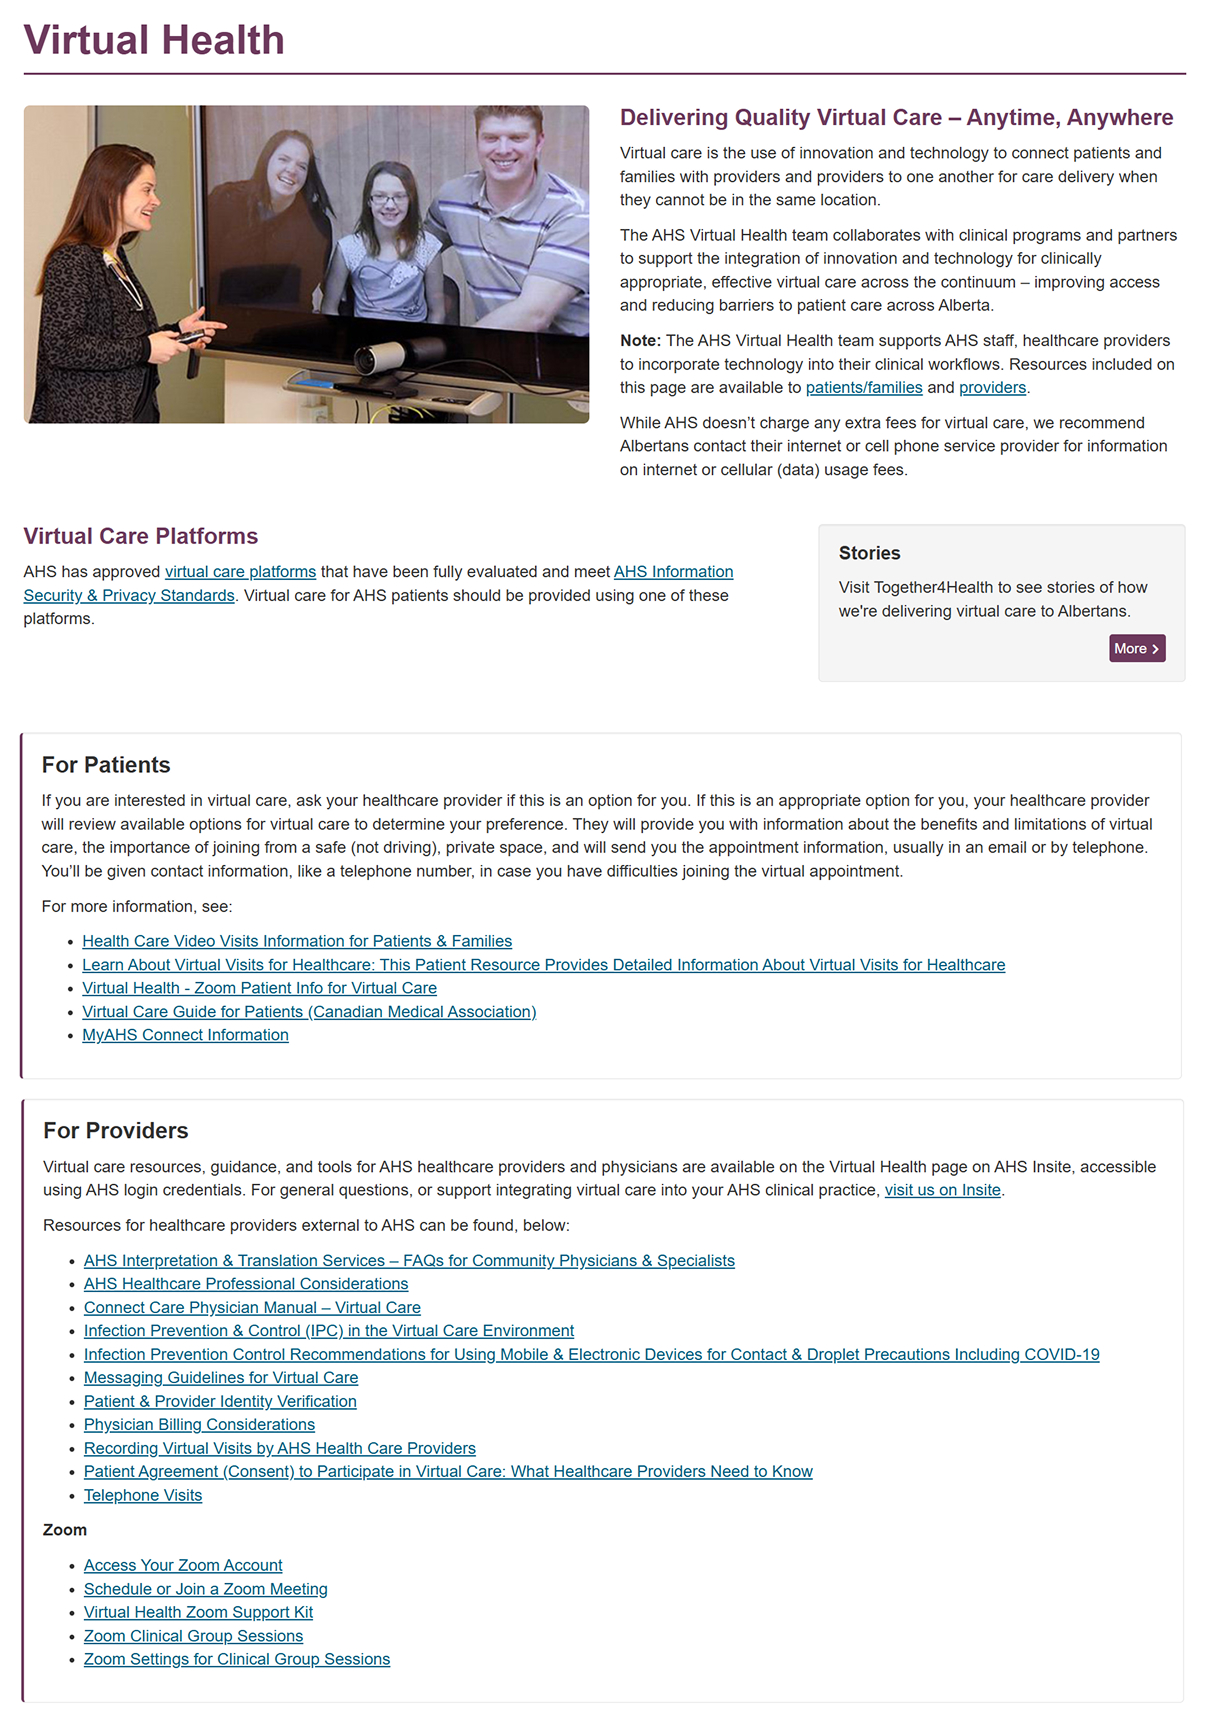 Virtual Health
Delivering Quality Virtual Care – Anytime, Anywhere
Virtual care is the use of innovation and technology to connect patients and
families with providers and providers to one another for care delivery when
they cannot be in the same location.
The AHS Virtual Health team collaborates with clinical programs and partners
to support the integration of innovation and technology for clinically
appropriate, effective virtual care across the continuum – improving access
and reducing barriers to patient care across Alberta.
Note: The AHS Virtual Health team supports AHS staff, healthcare providers
to incorporate technology into their clinical workflows. Resources included on
this page are available to patients/families and providers.
While AHS doesn’t charge any extra fees for virtual care, we recommend
Albertans contact their internet or cell phone service provider for information
on internet or cellular (data) usage fees.
Virtual Care Platforms
AHS has approved virtual care platforms that have been fully evaluated and meet AHS Information
Security & Privacy Standards. Virtual care for AHS patients should be provided using one of these
platforms.
Stories
Visit Together4Health to see stories of how
we're delivering virtual care to Albertans.
More
For Patients
If you are interested in virtual care, ask your healthcare provider if this is an option for you. If this is an appropriate option for you, your healthcare provider
will review available options for virtual care to determine your preference. They will provide you with information about the benefits and limitations of virtual
care, the importance of joining from a safe (not driving), private space, and will send you the appointment information, usually in an email or by telephone.
You’ll be given contact information, like a telephone number, in case you have difficulties joining the virtual appointment.
For more information, see:
• Health Care Video Visits Information for Patients & Families
• Learn About Virtual Visits for Healthcare: This Patient Resource Provides Detailed Information About Virtual Visits for Healthcare
• Virtual Health - Zoom Patient Info for Virtual Care
• Virtual Care Guide for Patients (Canadian Medical Association)
• MyAHS Connect Information
For Providers
Virtual care resources, guidance, and tools for AHS healthcare providers and physicians are available on the Virtual Health page on AHS Insite, accessible
using AHS login credentials. For general questions, or support integrating virtual care into your AHS clinical practice, visit us on Insite.
Resources for healthcare providers external to AHS can be found, below:
• AHS Interpretation & Translation Services – FAQs for Community Physicians & Specialists
• AHS Healthcare Professional Considerations
• Connect Care Physician Manual – Virtual Care
• Infection Prevention & Control (IPC) in the Virtual Care Environment
• Infection Prevention Control Recommendations for Using Mobile & Electronic Devices for Contact & Droplet Precautions Including COVID-19
• Messaging Guidelines for Virtual Care
• Patient & Provider Identity Verification
• Physician Billing Considerations
• Recording Virtual Visits by AHS Health Care Providers
• Patient Agreement (Consent) to Participate in Virtual Care: What Healthcare Providers Need to Know
• Telephone Visits
Zoom
• Access Your Zoom Account
• Schedule or Join a Zoom Meeting
• Virtual Health Zoom Support Kit
• Zoom Clinical Group Sessions
• Zoom Settings for Clinical Group Sessions